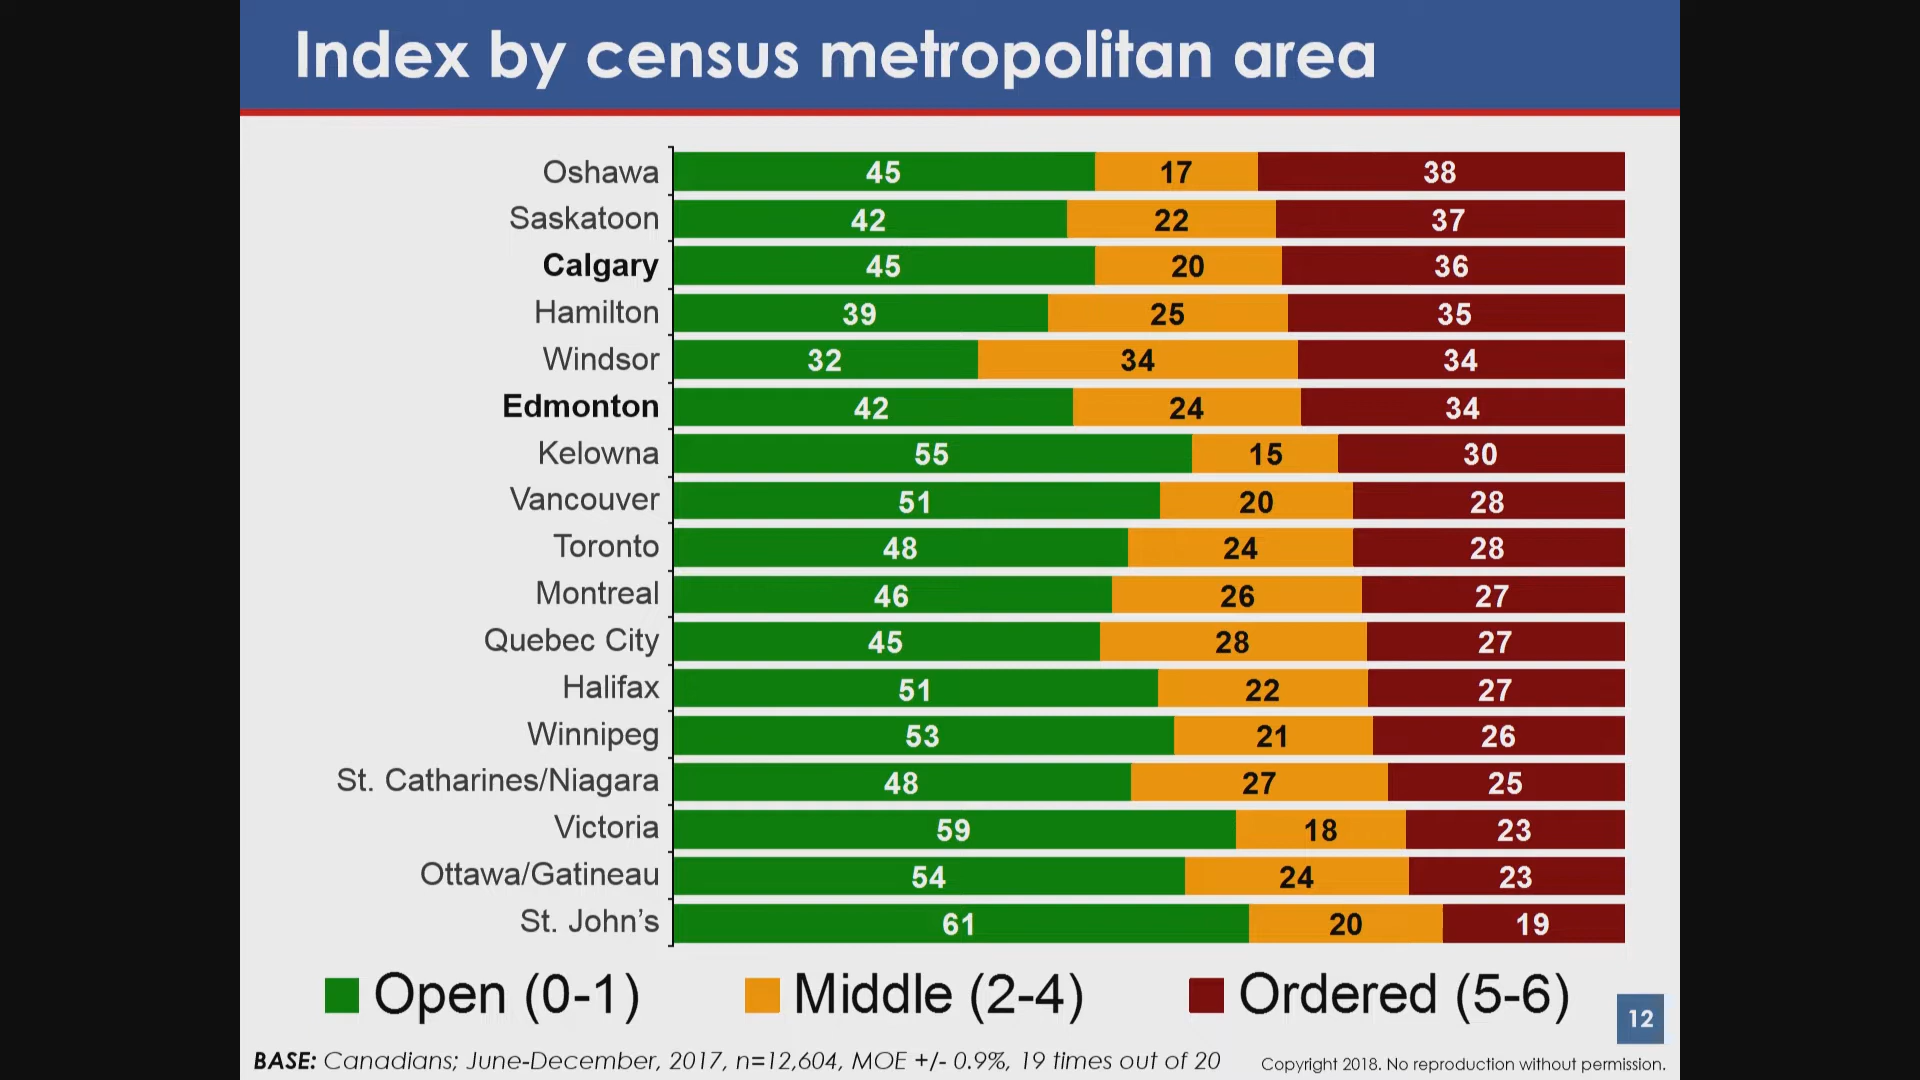 Index by census metropolitan area
Oshawa 45 17 38
Saskatoon 42 22 37
Calgary 45 20 36
Hamilton 39 25 35
Windsor 32 34 34
Edmonton 42 24 34
Kelowna 55 15 30
Vancouver 51 20 28
Toronto 48 24 28
Montreal 46 26 27
Quebec City 45 28 27
Halifax 51 22 27
Winnipeg 53 21 26
St. Catharines/Niagara 48 27 25
Victoria 59 18 23
Ottawa/Gatineau 54 24 23
St. John’s 61 20 19
Open (0-1) Middle (2-4) Ordered (5-6)
12
BASE: Canadians; June-December, 2017, n=12,604, MOE +/- 0.9%, 19 times out of 20
Copyright 2018. No reproduction without permission.